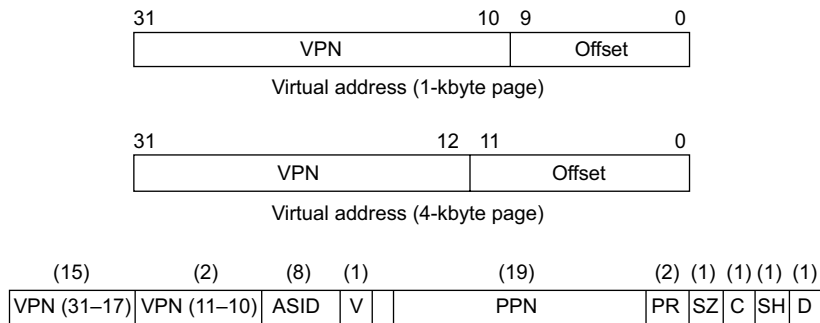 31 10 9 0
VPN Offset
Virtual address (1-kbyte page)
31 12 11 0
VPN Offset
Virtual address (4-kbyte page)
(15) (2) (8) (1) (19) (2) (1) (1) (1) (1)
VPN (31–17) VPN (11–10) ASID V PPN PR SZ C SH D